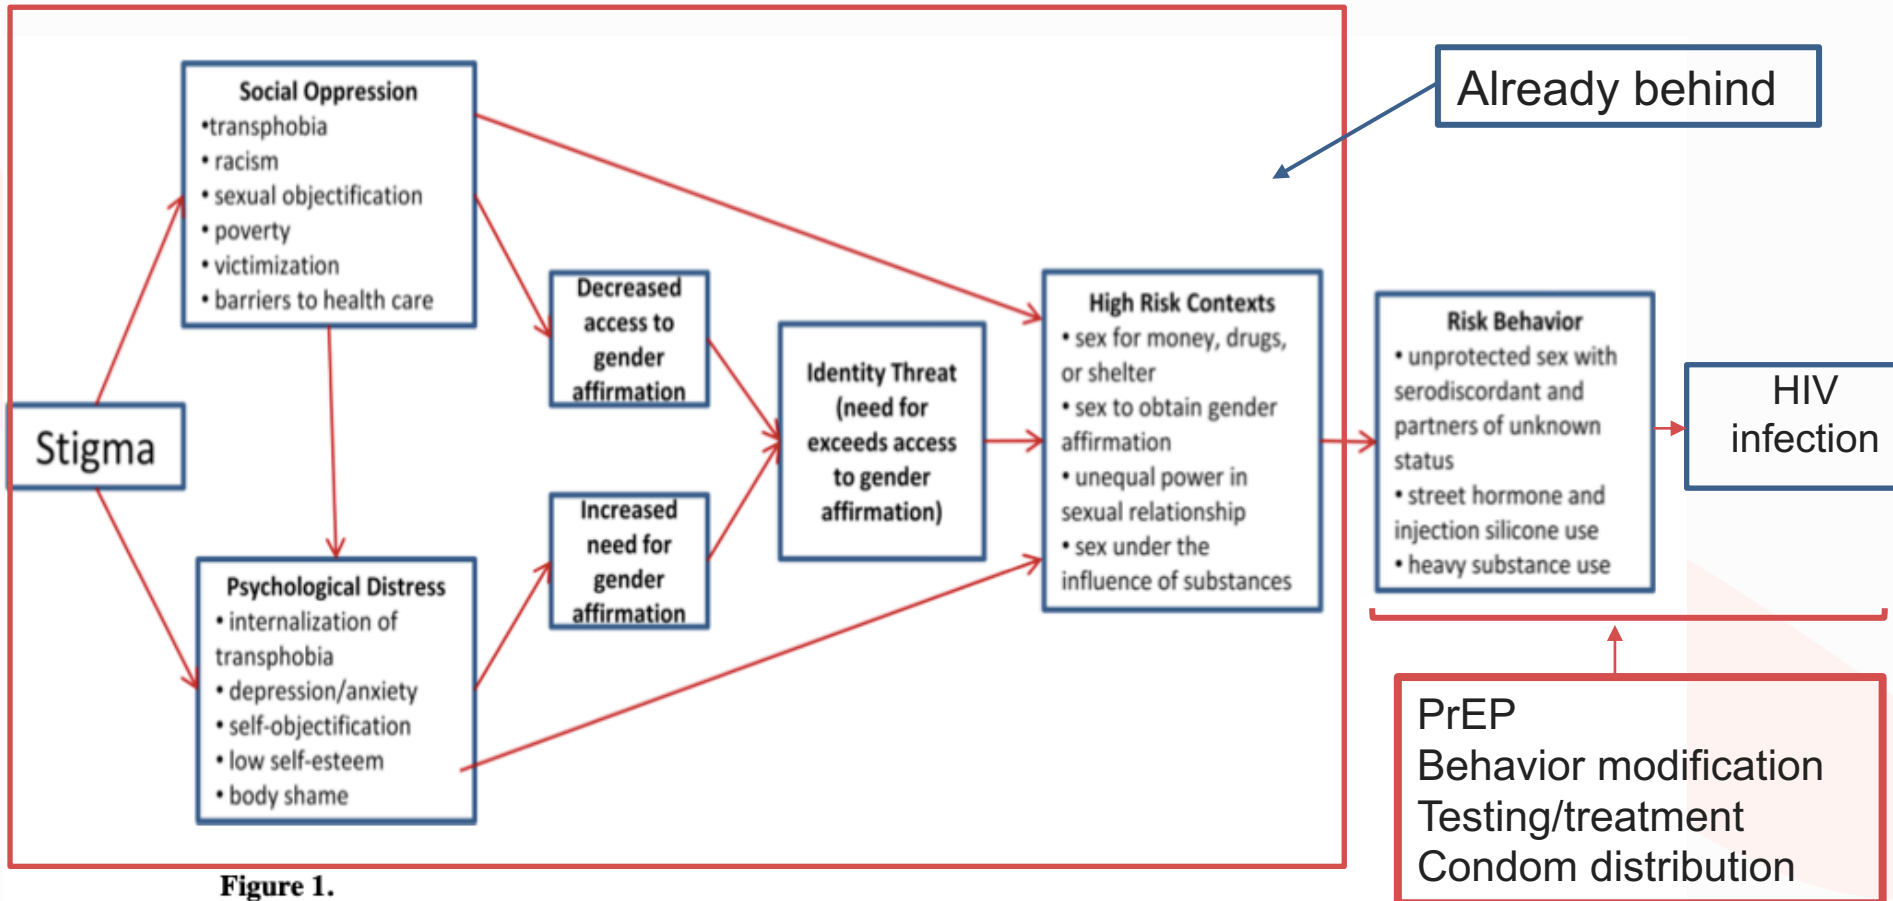 Already behind
Social Oppression
•transphobia
• racism
• sexual objectification
• poverty
• victimization
• barriers to health care
Decreased
access to
gender
affirmation
High Risk Contexts
• sex for money, drugs,
or shelter
• sex to obtain gender
affirmation
• unequal power in
sexual relationship
• sex under the
influence of substances
Risk Behavior
• unprotected sex with
serodiscordant and
partners of unknown
status
• street hormone and
injection silicone use
• heavy substance use
Identity Threat
(need for
exceeds access
to gender
affirmation)
HIV
infection
Stigma
Increased
need for
gender
affirmation
Psychological Distress
• internalization of
transphobia
• depression/anxiety
• self-objectification
• low self-esteem
• body shame
PrEP
Behavior modification
Testing/treatment
Condom distribution
Figure 1.